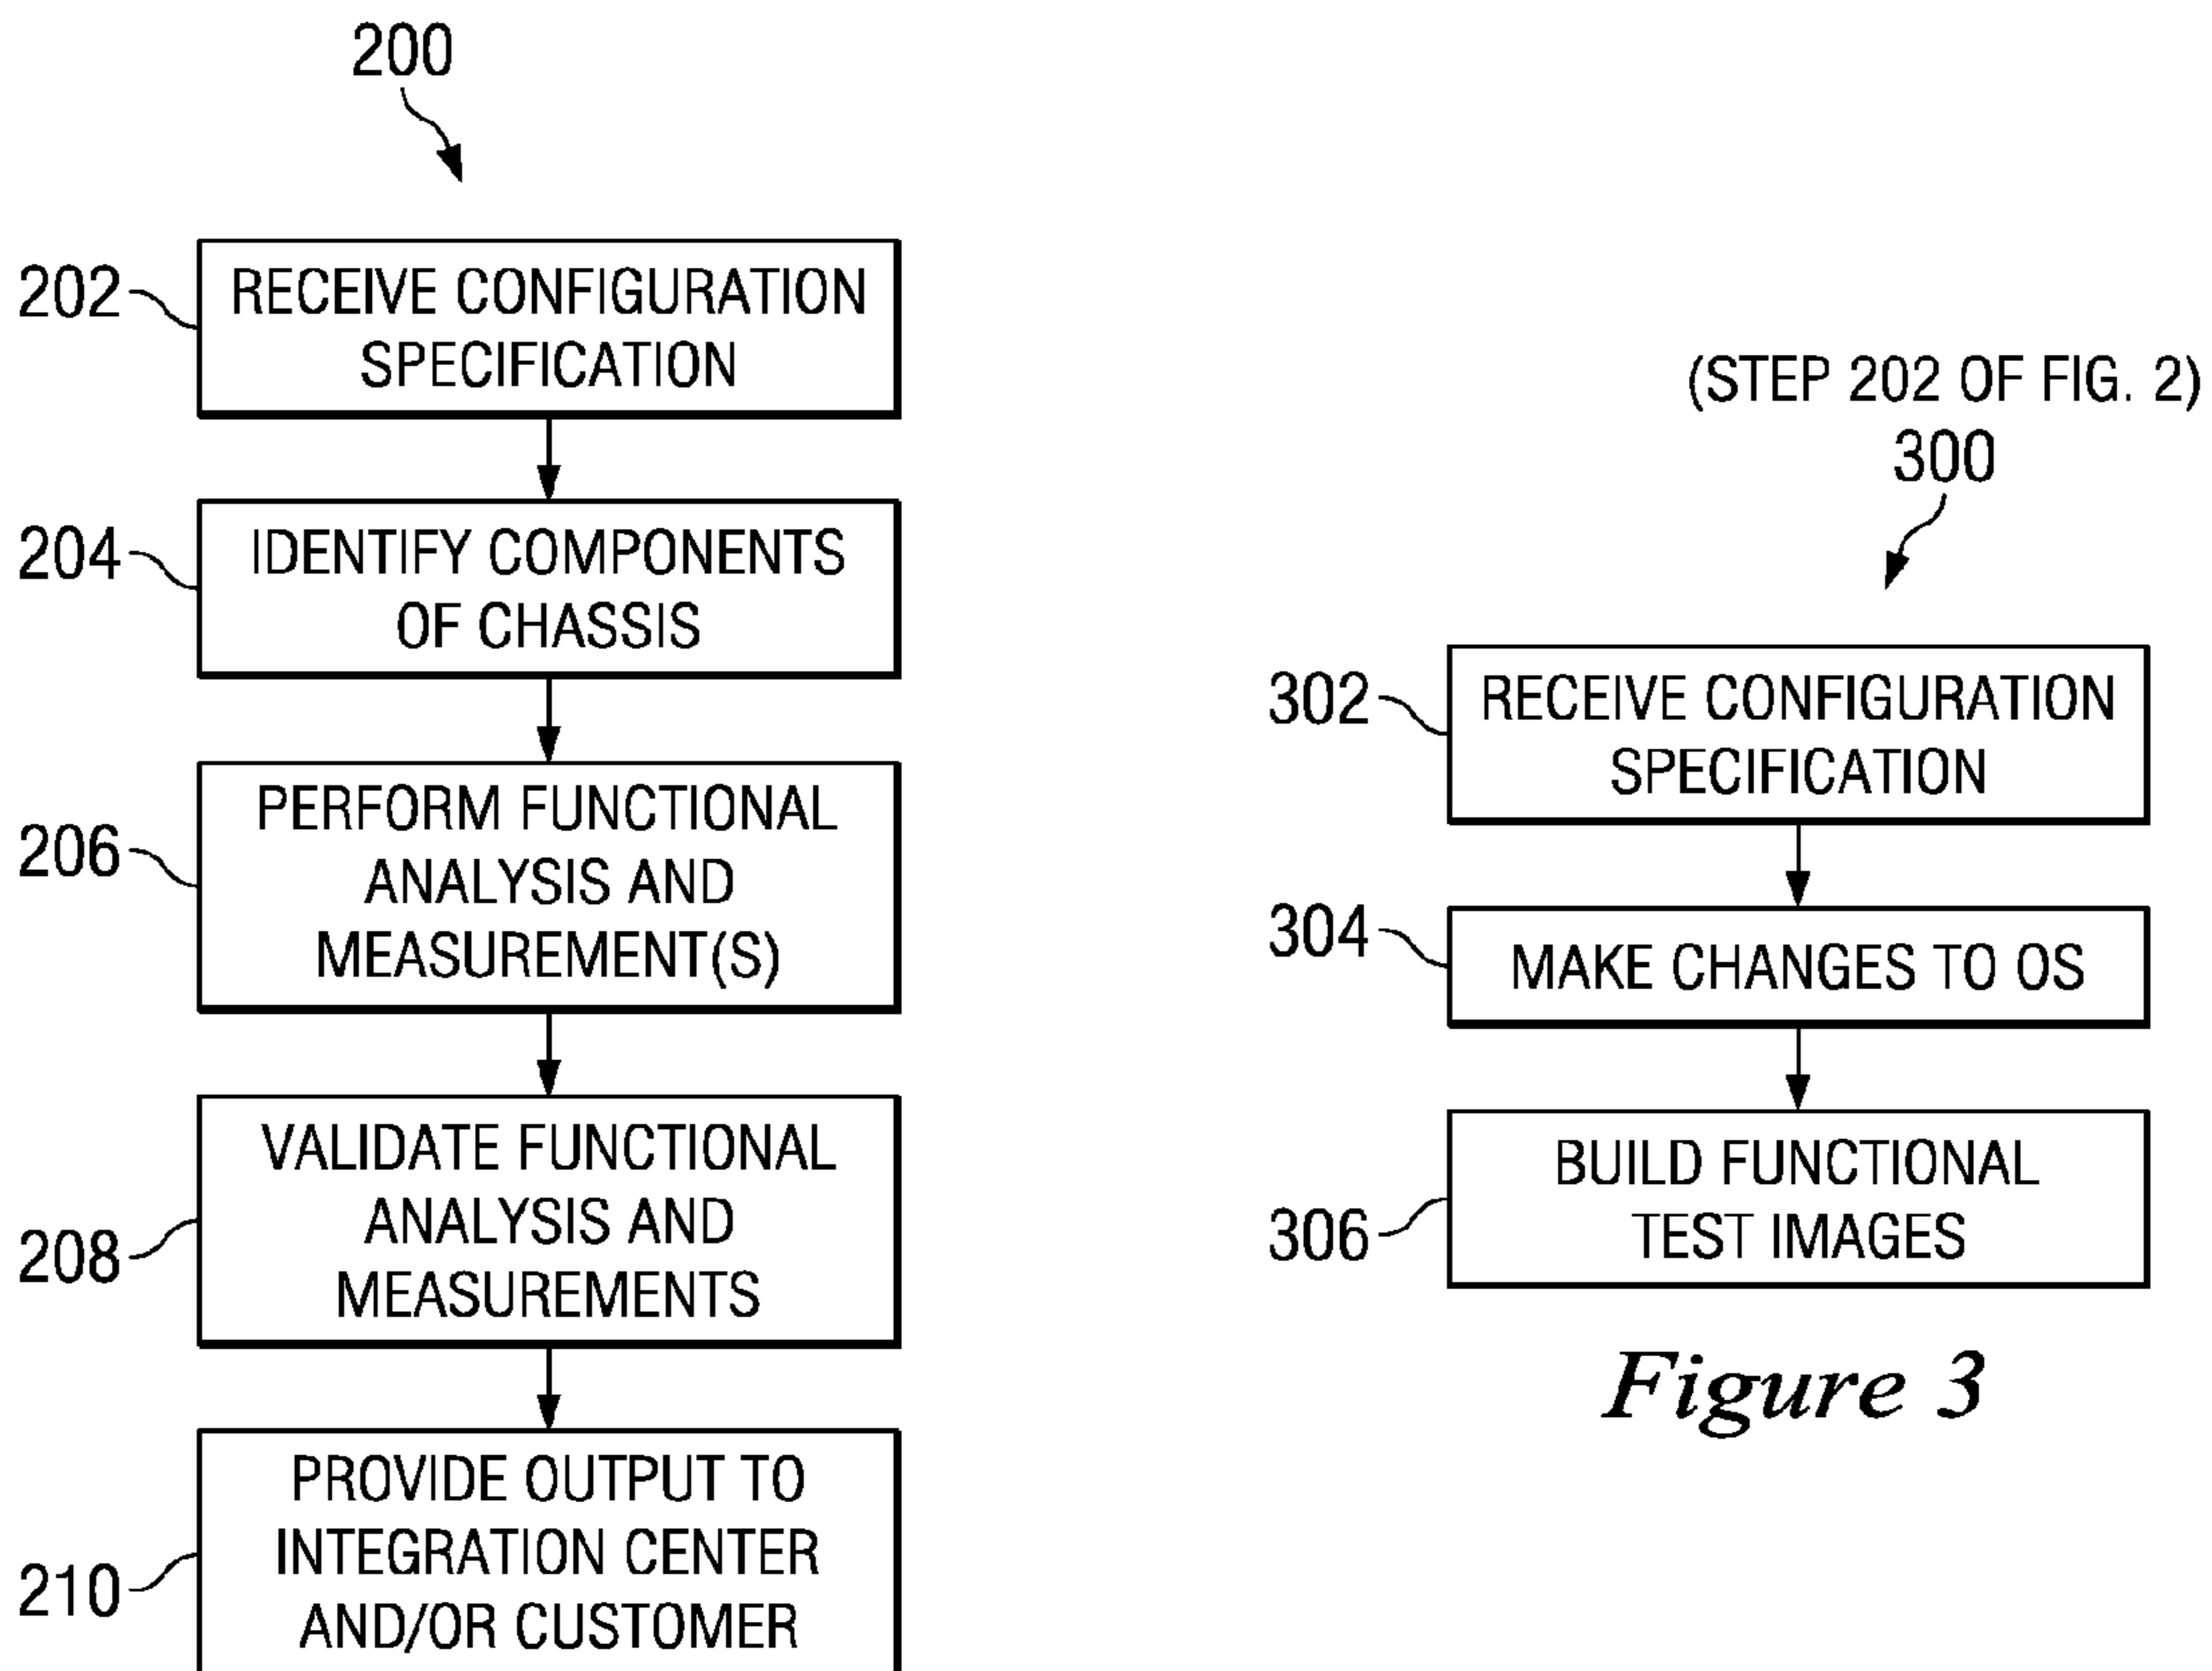 200
202
RECEIVE CONFIGURATION
SPECIFICATION
204
IDENTIFY COMPONENTS
OF CHASSIS
206
PERFORM FUNCTIONAL
ANALYSIS AND
MEASUREMENT(S)
208
VALIDATE FUNCTIONAL
ANALYSIS AND
MEASUREMENTS
210
PROVIDE OUTPUT TO
INTEGRATION CENTER
AND/OR CUSTOMER
(STEP 202 OF FIG. 2)
300
302
RECEIVE CONFIGURATION
SPECIFICATION
304
MAKE CHANGES TO OS
306
BUILD FUNCTIONAL
TEST IMAGES
Figure 3